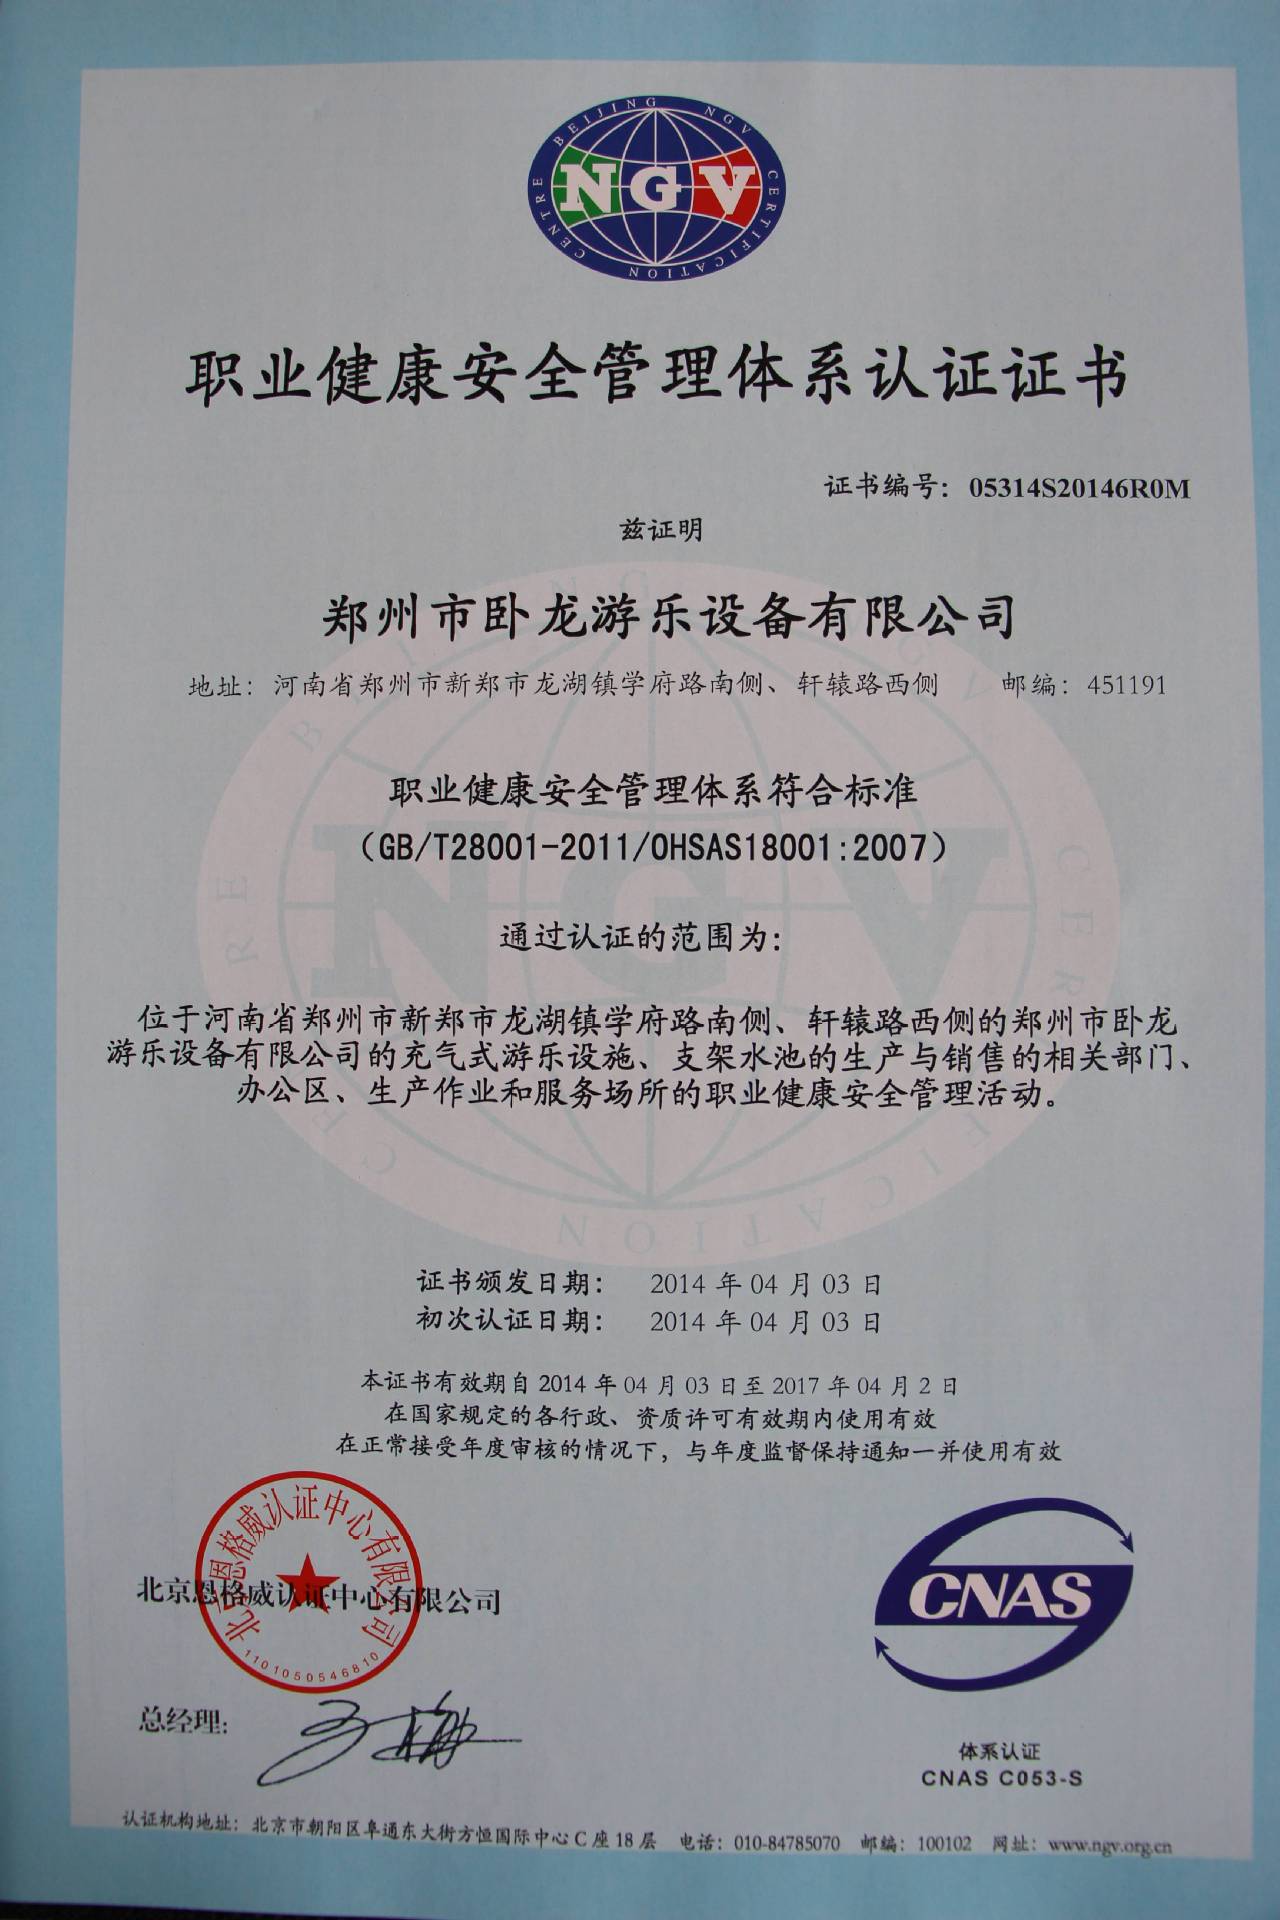 BEIJING NGV CERTIFICATION CENTRE
NGV
职业健康安全管理体系认证证书
证书编号：05314S20146R0M
兹证明
郑州市卧龙游乐设备有限公司
地址：河南省郑州市新郑市龙湖镇学府路南侧、轩辕路西侧 邮编：451191
职业健康安全管理体系符合标准
（GB/T28001-2011/OHSAS18001:2007）
通过认证的范围为：
位于河南省郑州市新郑市龙湖镇学府路南侧、轩辕路西侧的郑州市卧龙
游乐设备有限公司的充气式游乐设施、支架水池的生产与销售的相关部门、
办公区、生产作业和服务场所的职业健康安全管理活动。
证书颁发日期： 2014 年 04 月 03 日
初次认证日期： 2014 年 04 月 03 日
本证书有效期自 2014 年 04 月 03 日至 2017 年 04 月 2 日
在国家规定的各行政、资质许可有效期内使用有效
在正常接受年度审核的情况下，与年度监督保持通知一并使用有效
北京恩格威认证中心有限公司
1101050546810
北京恩格威认证中心有限公司
CNAS
总经理：
体系认证
CNAS C053-S
认证机构地址：北京市朝阳区阜通东大街方恒国际中心 C 座 18 层 电话：010-84785070 邮编：100102 网址：www.ngv.org.cn